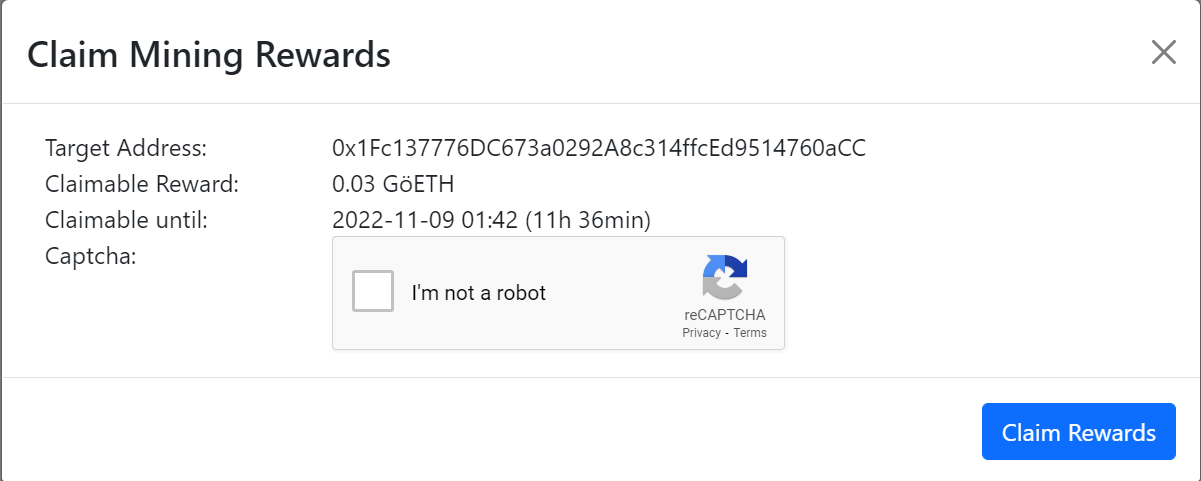 Claim Mining Rewards
Target Address: 0x1Fc137776DC673a0292A8c314ffcEd9514760aCC
Claimable Reward: 0.03 GöETH
Claimable until: 2022-11-09 01:42 (11h 36min)
Captcha:
I'm not a robot
reCAPTCHA
Privacy - Terms
Claim Rewards